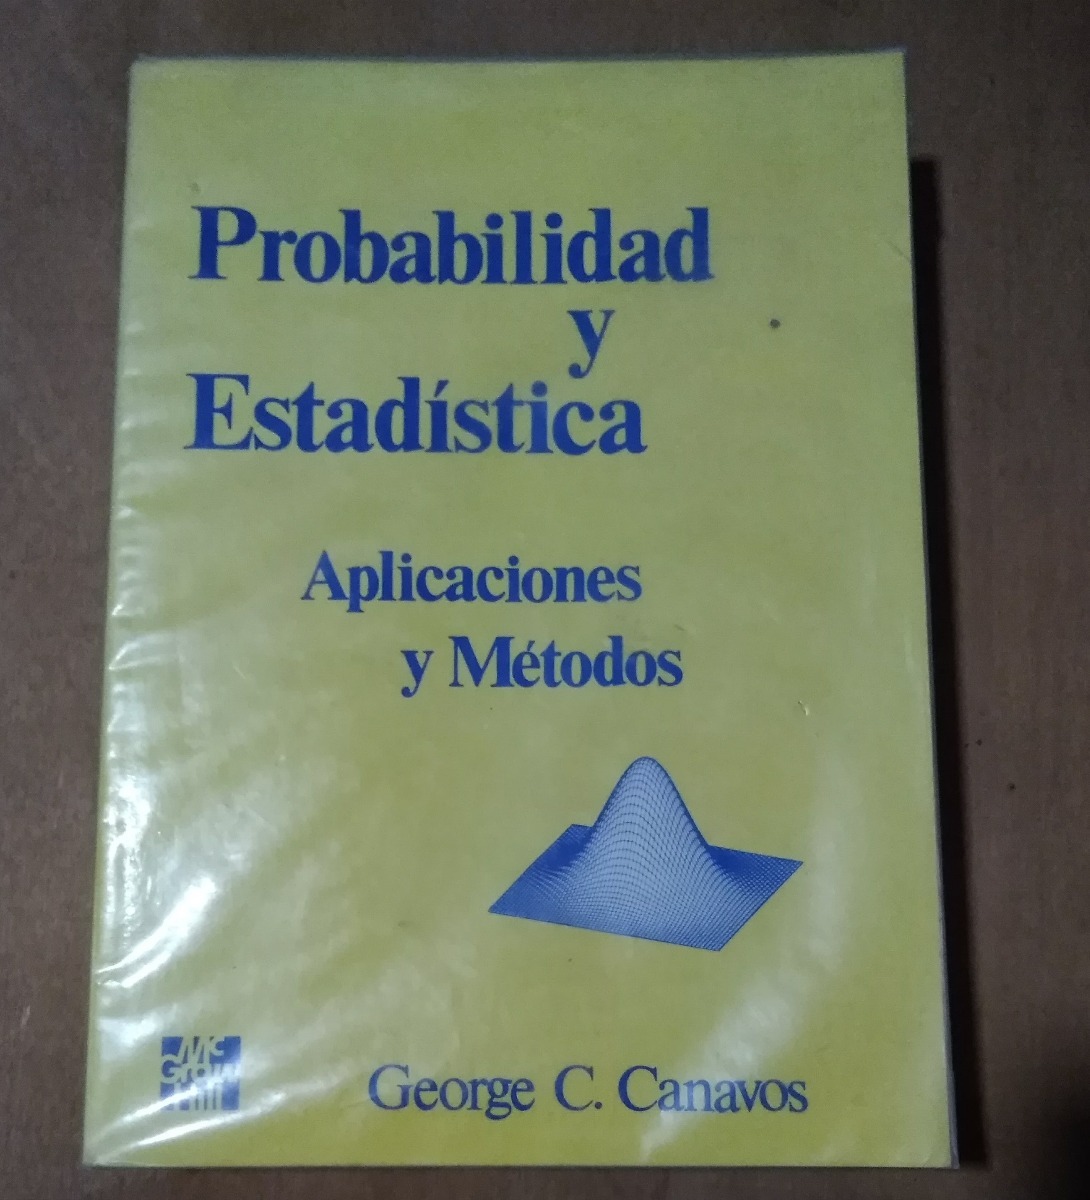 Probabilidad
y
Estadística
Aplicaciones
y Métodos
Mc
Graw
Hill
George C. Canavos